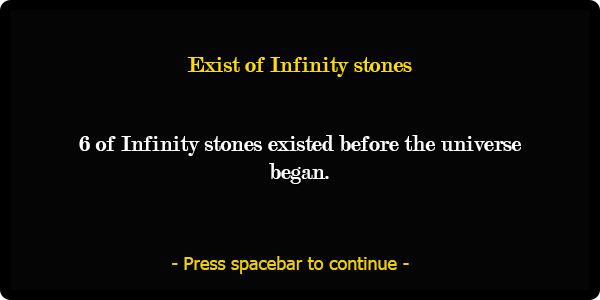 Exist of Infinity stones
6 of Infinity stones existed before the universe
began.
- Press spacebar to continue -